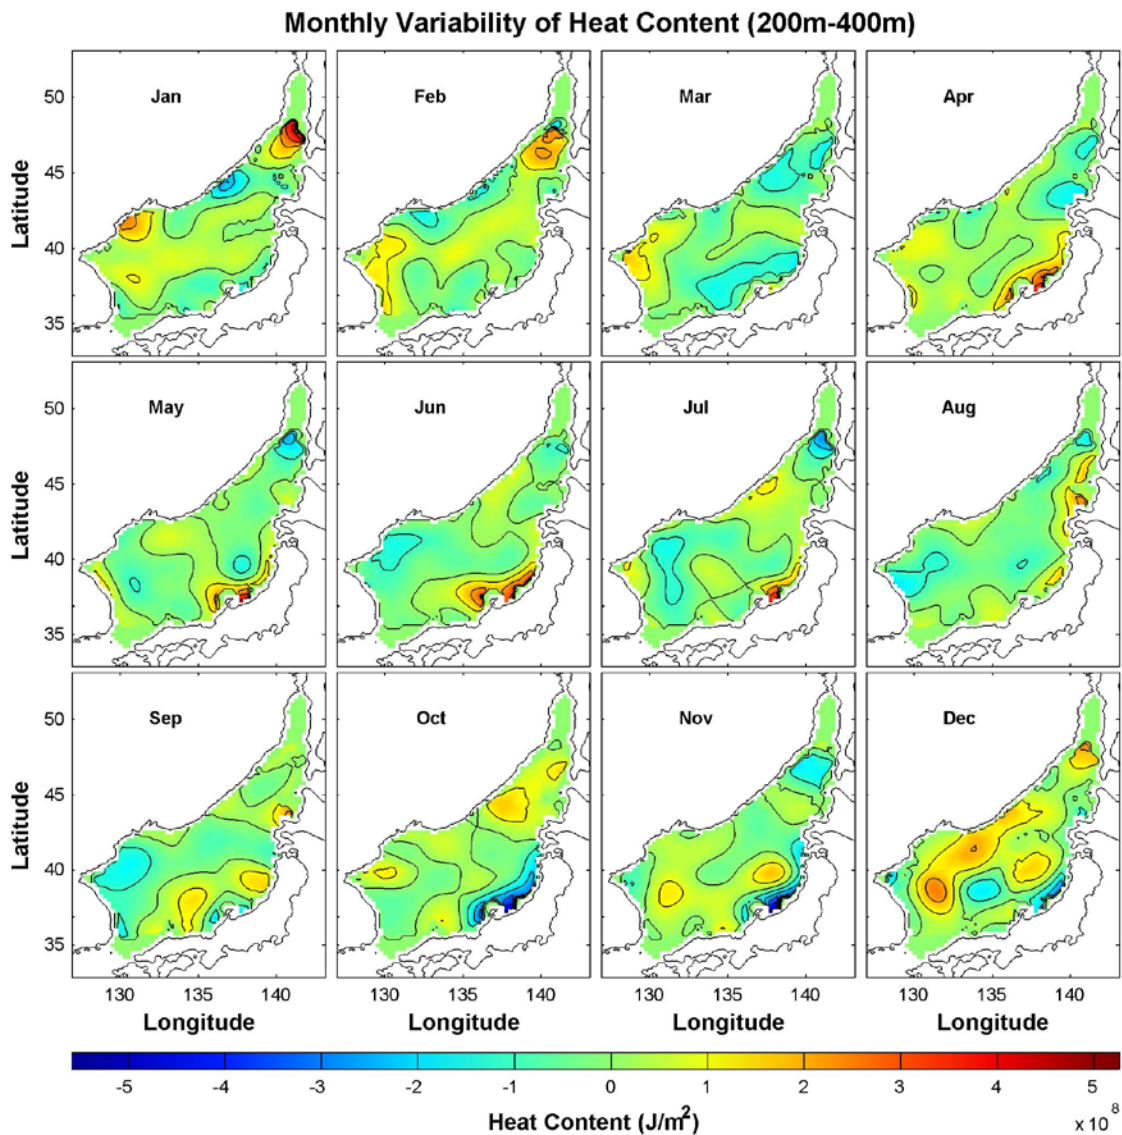 Monthly Variability of Heat Content (200m-400m)
Jan
Feb
Mar
Apr
Latitude
50
45
40
35
May
Jun
Jul
Aug
Latitude
50
45
40
35
Sep
Oct
Nov
Dec
Latitude
50
45
40
35
130 135 140
130 135 140
130 135 140
130 135 140
Longitude Longitude Longitude Longitude
-5 -4 -3 -2 -1 0 1 2 3 4 5
Heat Content (J/m²)
x 10⁸